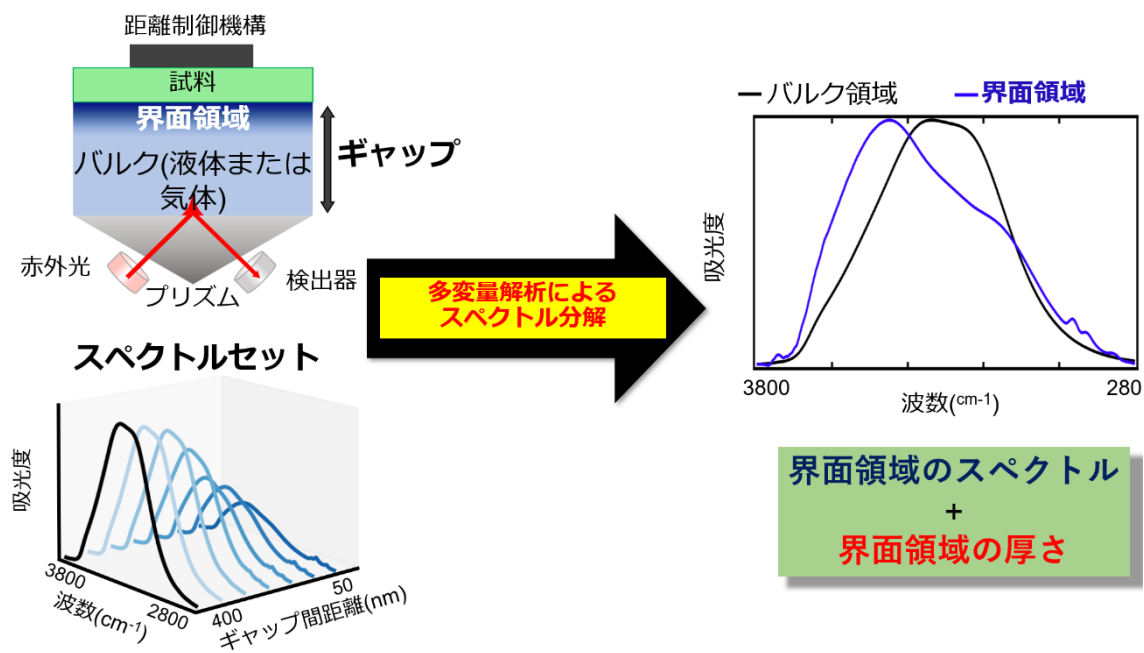 距離制御機構
試料
界面領域
バルク(液体または
気体)
ギャップ
赤外光
プリズム
検出器
スペクトルセット
吸光度
3800
波数(cm-1)
2800
400
ギャップ間距離(nm)
50
多変量解析による
スペクトル分解
バルク領域
界面領域
吸光度
3800
280
波数(cm-1)
界面領域のスペクトル
+
界面領域の厚さ